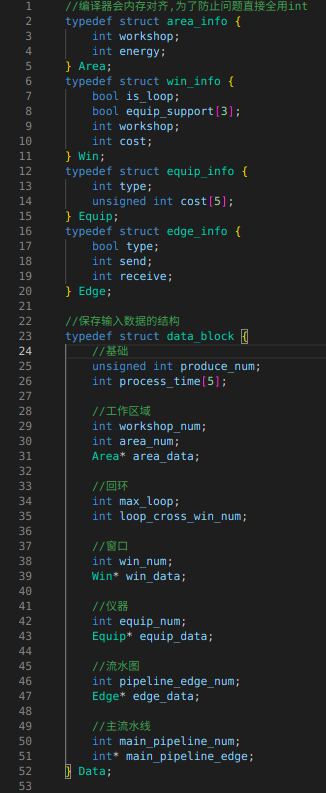 1 //编译器会内存对齐,为了防止问题直接全用int
2 typedef struct area_info {
3     int workshop;
4     int energy;
5 } Area;
6 typedef struct win_info {
7     bool is_loop;
8     bool equip_support[3];
9     int workshop;
10     int cost;
11 } Win;
12 typedef struct equip_info {
13     int type;
14     unsigned int cost[5];
15 } Equip;
16 typedef struct edge_info {
17     bool type;
18     int send;
19     int receive;
20 } Edge;
21
22 //保存输入数据的结构
23 typedef struct data_block {
24     //基础
25     unsigned int produce_num;
26     int process_time[5];
27
28     //工作区域
29     int workshop_num;
30     int area_num;
31     Area* area_data;
32
33     //回环
34     int max_loop;
35     int loop_cross_win_num;
36
37     //窗口
38     int win_num;
39     Win* win_data;
40
41     //仪器
42     int equip_num;
43     Equip* equip_data;
44
45     //流水图
46     int pipeline_edge_num;
47     Edge* edge_data;
48
49     //主流水线
50     int main_pipeline_num;
51     int* main_pipeline_edge;
52 } Data;
53